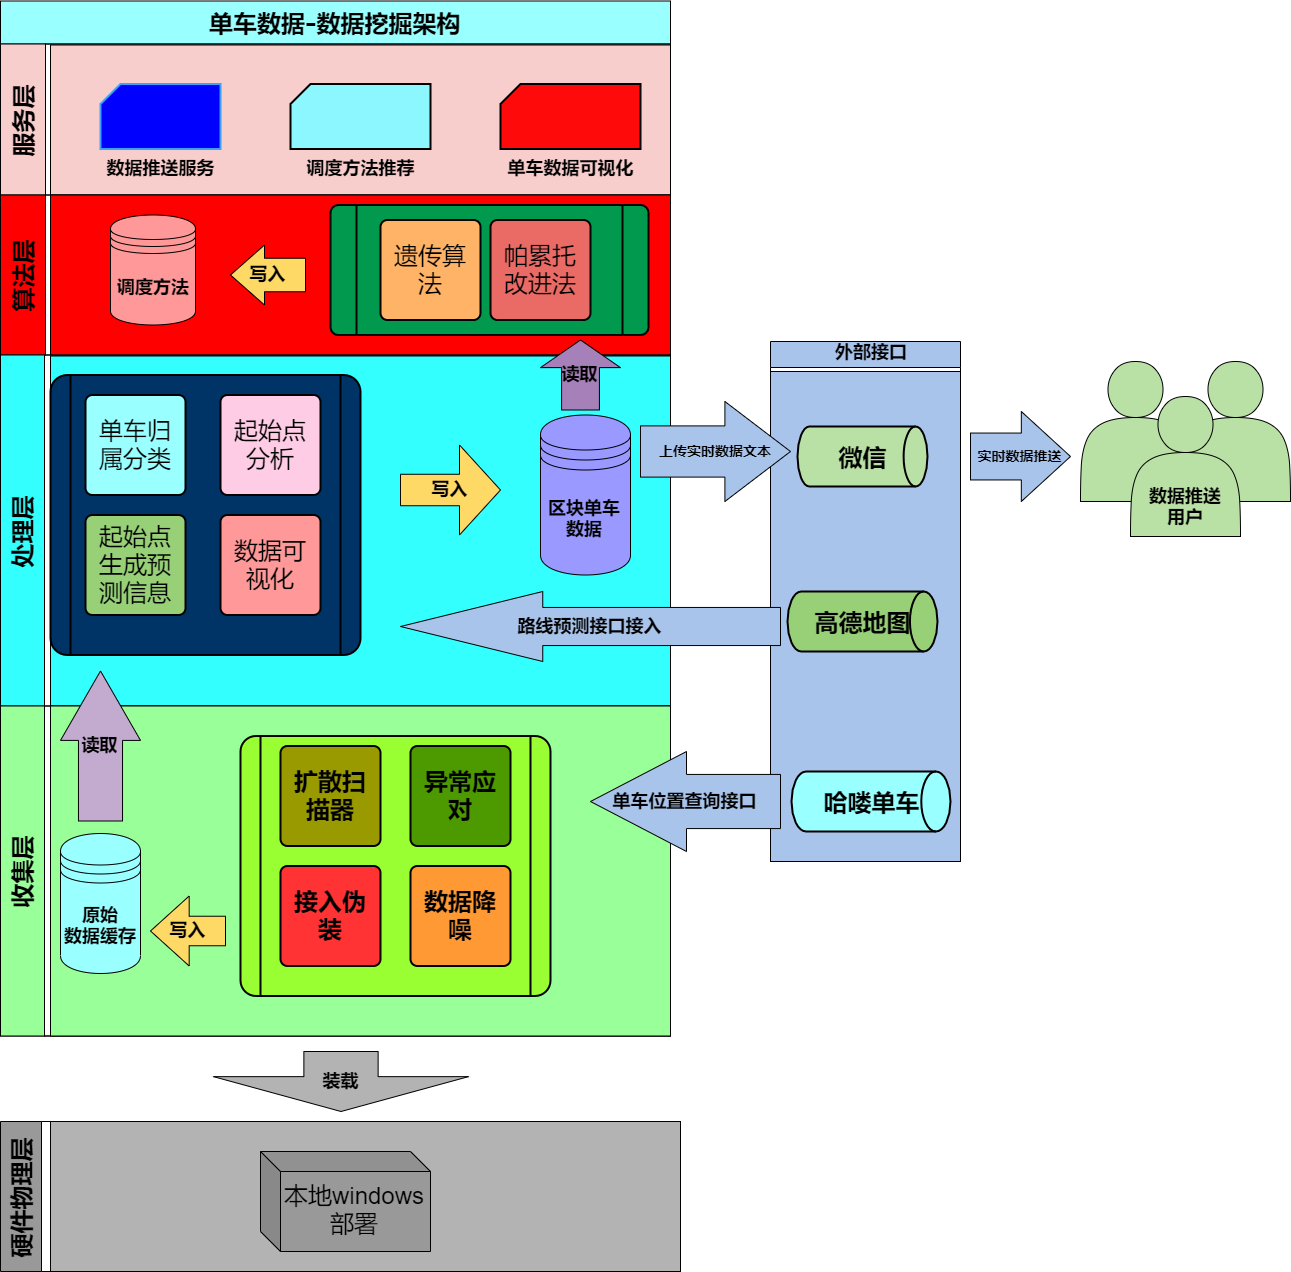 单车数据-数据挖掘架构
服务层
数据推送服务
调度方法推荐
单车数据可视化
算法层
调度方法
写入
遗传算
法
帕累托
改进法
处理层
单车归
属分类
起始点
分析
起始点
生成预
测信息
数据可
视化
写入
读取
区块单车
数据
上传实时数据文本
路线预测接口接入
外部接口
微信
高德地图
哈喽单车
实时数据推送
数据推送
用户
收集层
读取
原始
数据缓存
写入
扩散扫
描器
异常应
对
接入伪
装
数据降
噪
单车位置查询接口
装载
硬件物理层
本地windows
部署